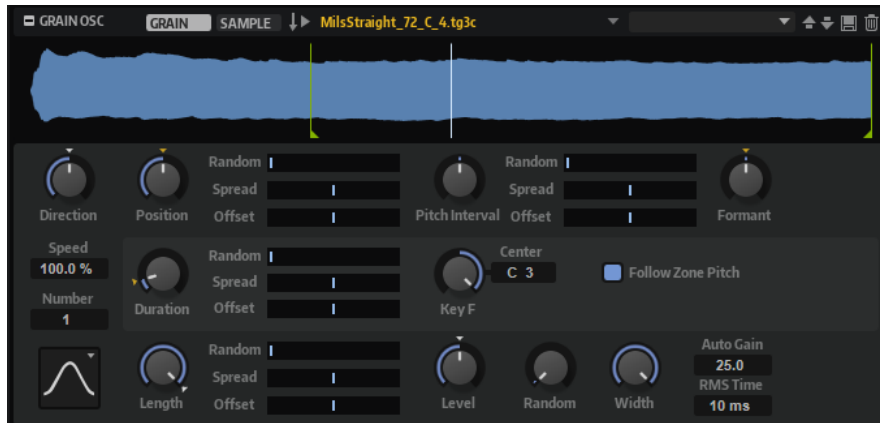 GRAIN OSC GRAIN SAMPLE MilsStraight_72_C_4.tg3c
Random Random
Spread Spread
Direction Position Offset Pitch Interval Offset Formant
Speed Random Center
100.0 % Spread C 3 Follow Zone Pitch
Number Duration Offset Key F
1
Random Auto Gain
Spread 25.0
RMS Time
Length Offset Level Random Width 10 ms